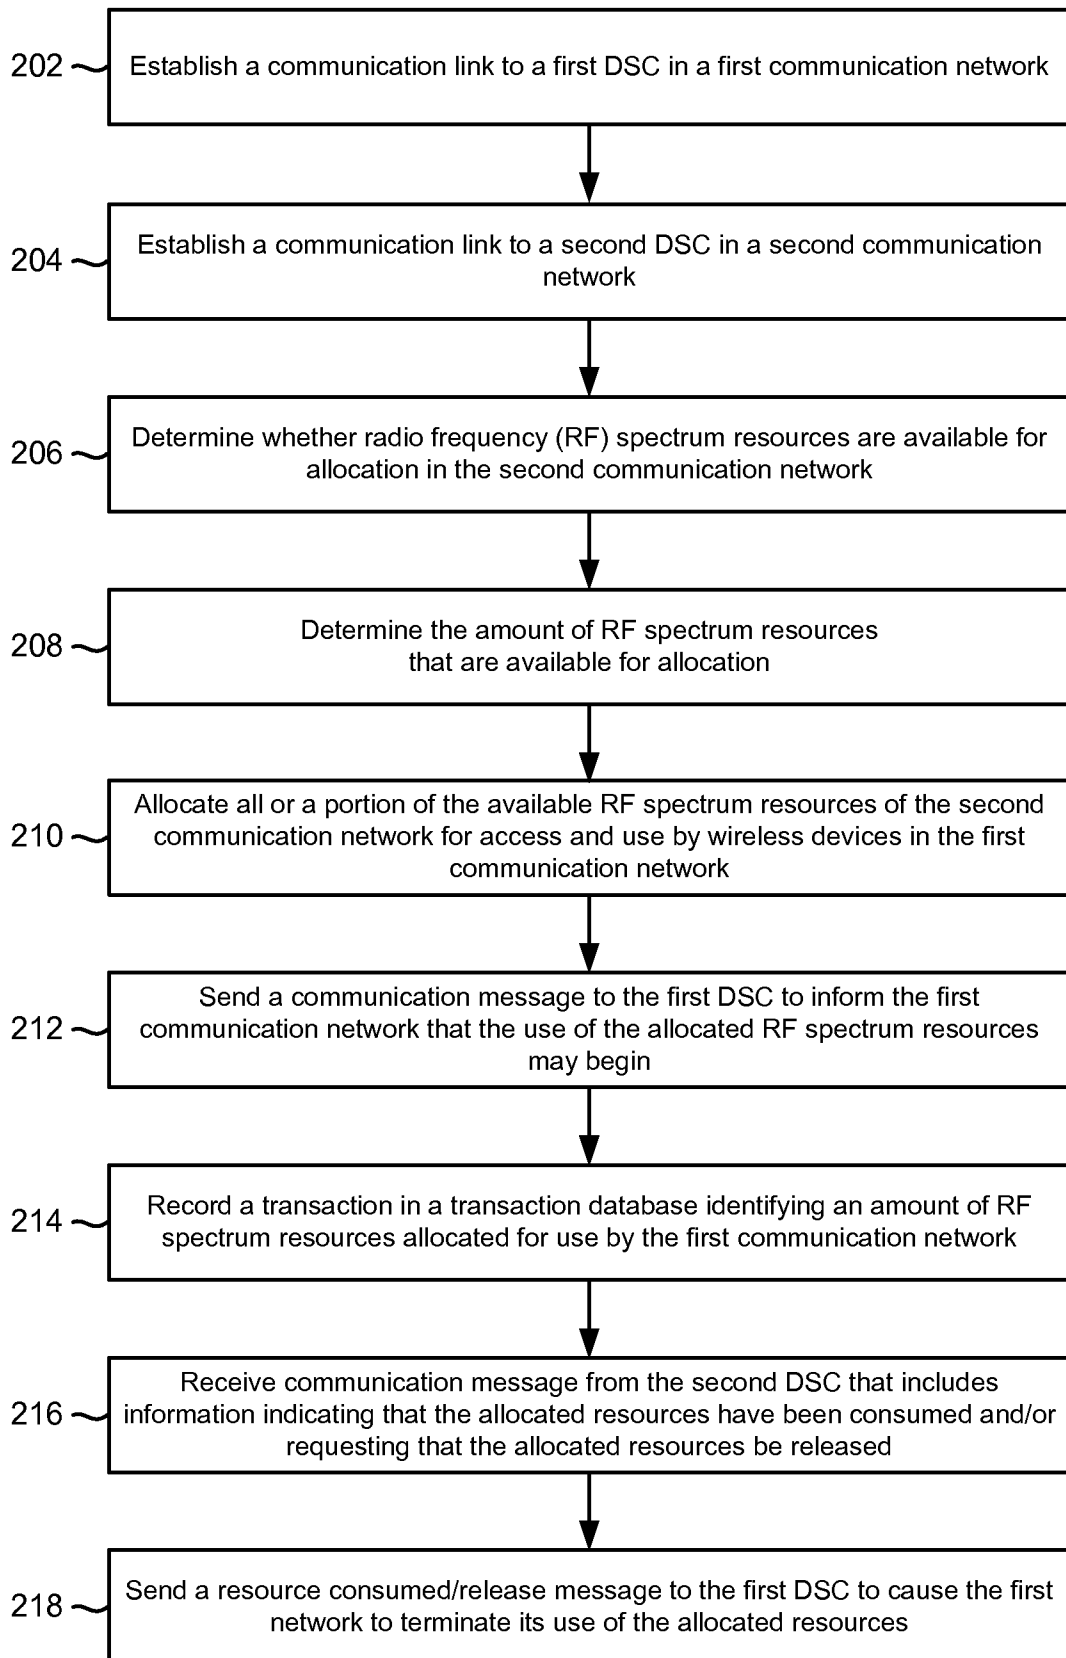 202
Establish a communication link to a first DSC in a first communication network
204
Establish a communication link to a second DSC in a second communication
network
206
Determine whether radio frequency (RF) spectrum resources are available for
allocation in the second communication network
208
Determine the amount of RF spectrum resources
that are available for allocation
210
Allocate all or a portion of the available RF spectrum resources of the second
communication network for access and use by wireless devices in the first
communication network
212
Send a communication message to the first DSC to inform the first
communication network that the use of the allocated RF spectrum resources
may begin
214
Record a transaction in a transaction database identifying an amount of RF
spectrum resources allocated for use by the first communication network
216
Receive communication message from the second DSC that includes
information indicating that the allocated resources have been consumed and/or
requesting that the allocated resources be released
218
Send a resource consumed/release message to the first DSC to cause the first
network to terminate its use of the allocated resources